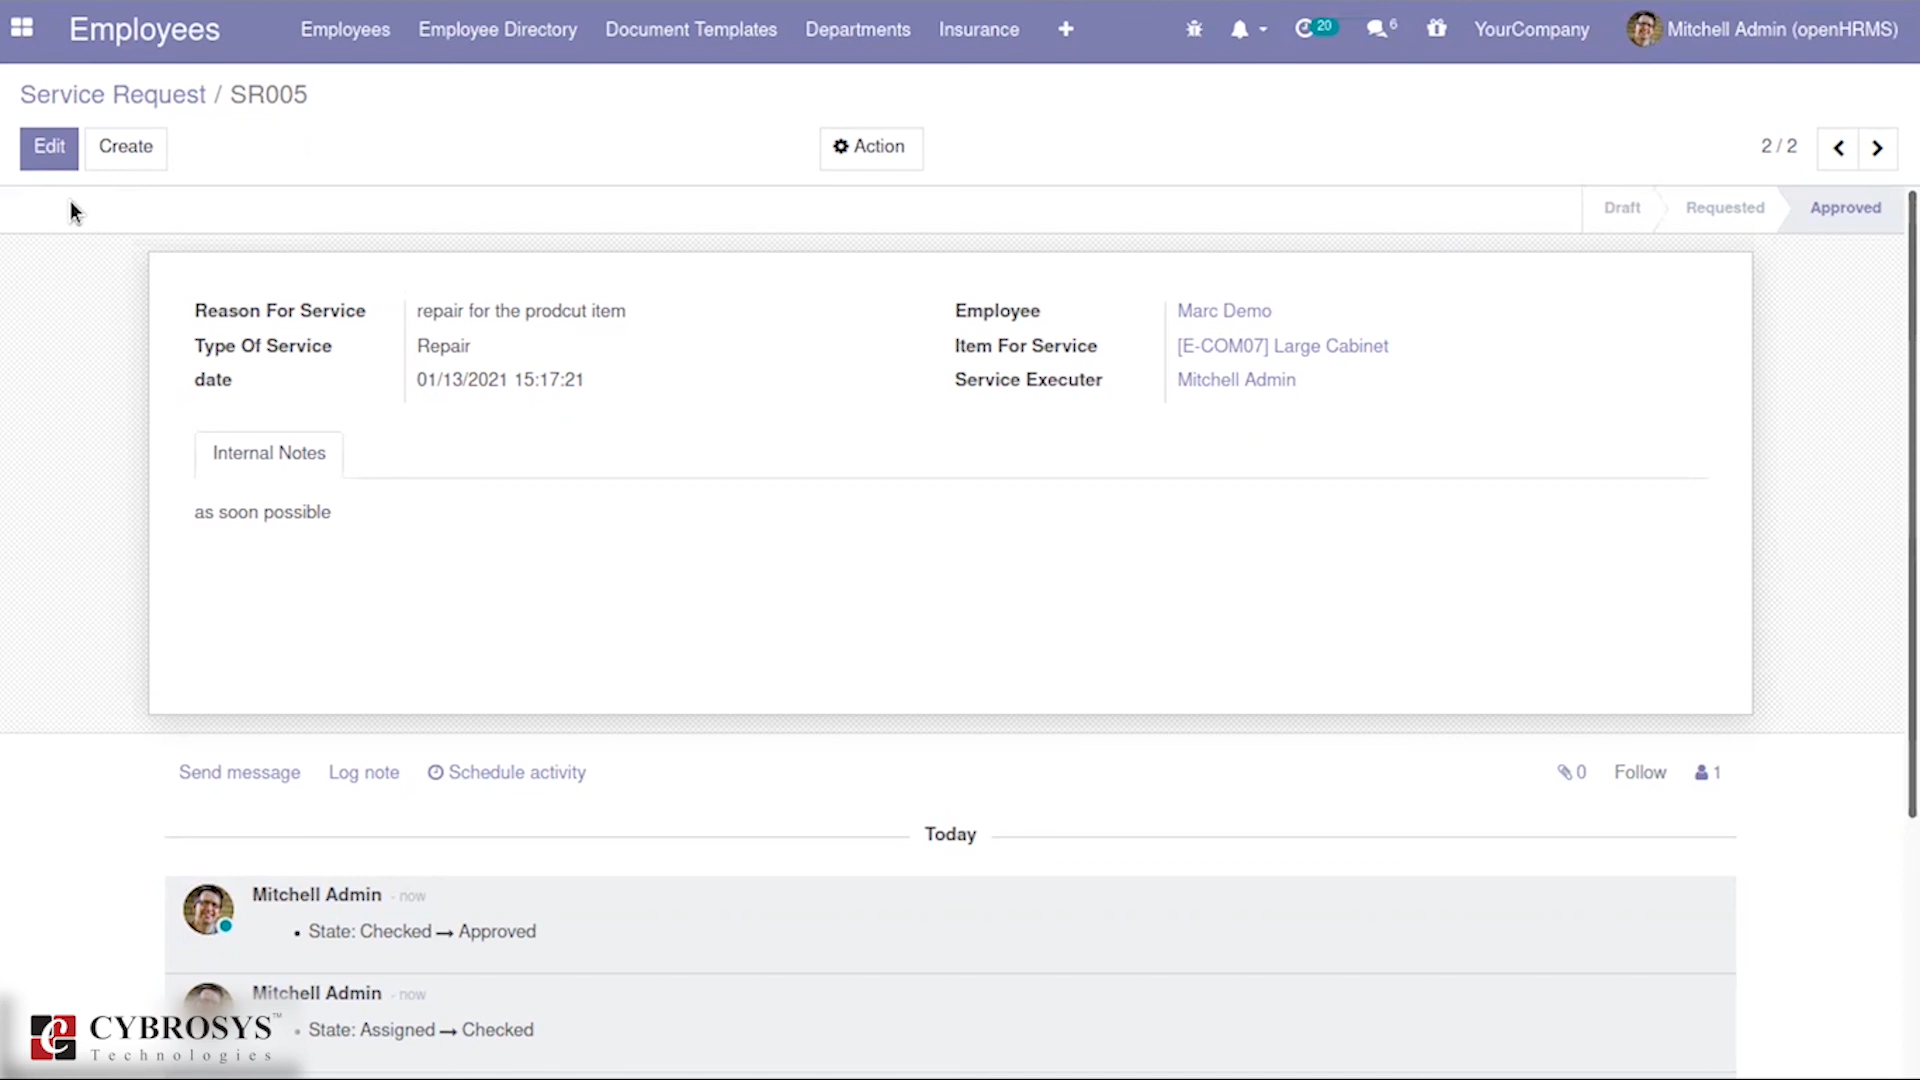 Employees Employees Employee Directory Document Templates Departments Insurance 20 6 YourCompany Mitchell Admin (openHRMS)
Service Request / SR005
Edit Create Action 2 / 2
Draft Requested Approved
Reason For Service repair for the prodcut item Employee Marc Demo
Type Of Service Repair Item For Service [E-COM07] Large Cabinet
date 01/13/2021 15:17:21 Service Executer Mitchell Admin
Internal Notes
as soon possible
Send message Log note Schedule activity 0 Follow 1
Today
Mitchell Admin - now
• State: Checked → Approved
Mitchell Admin - now
• State: Assigned → Checked
CYBROSYS™
Technologies